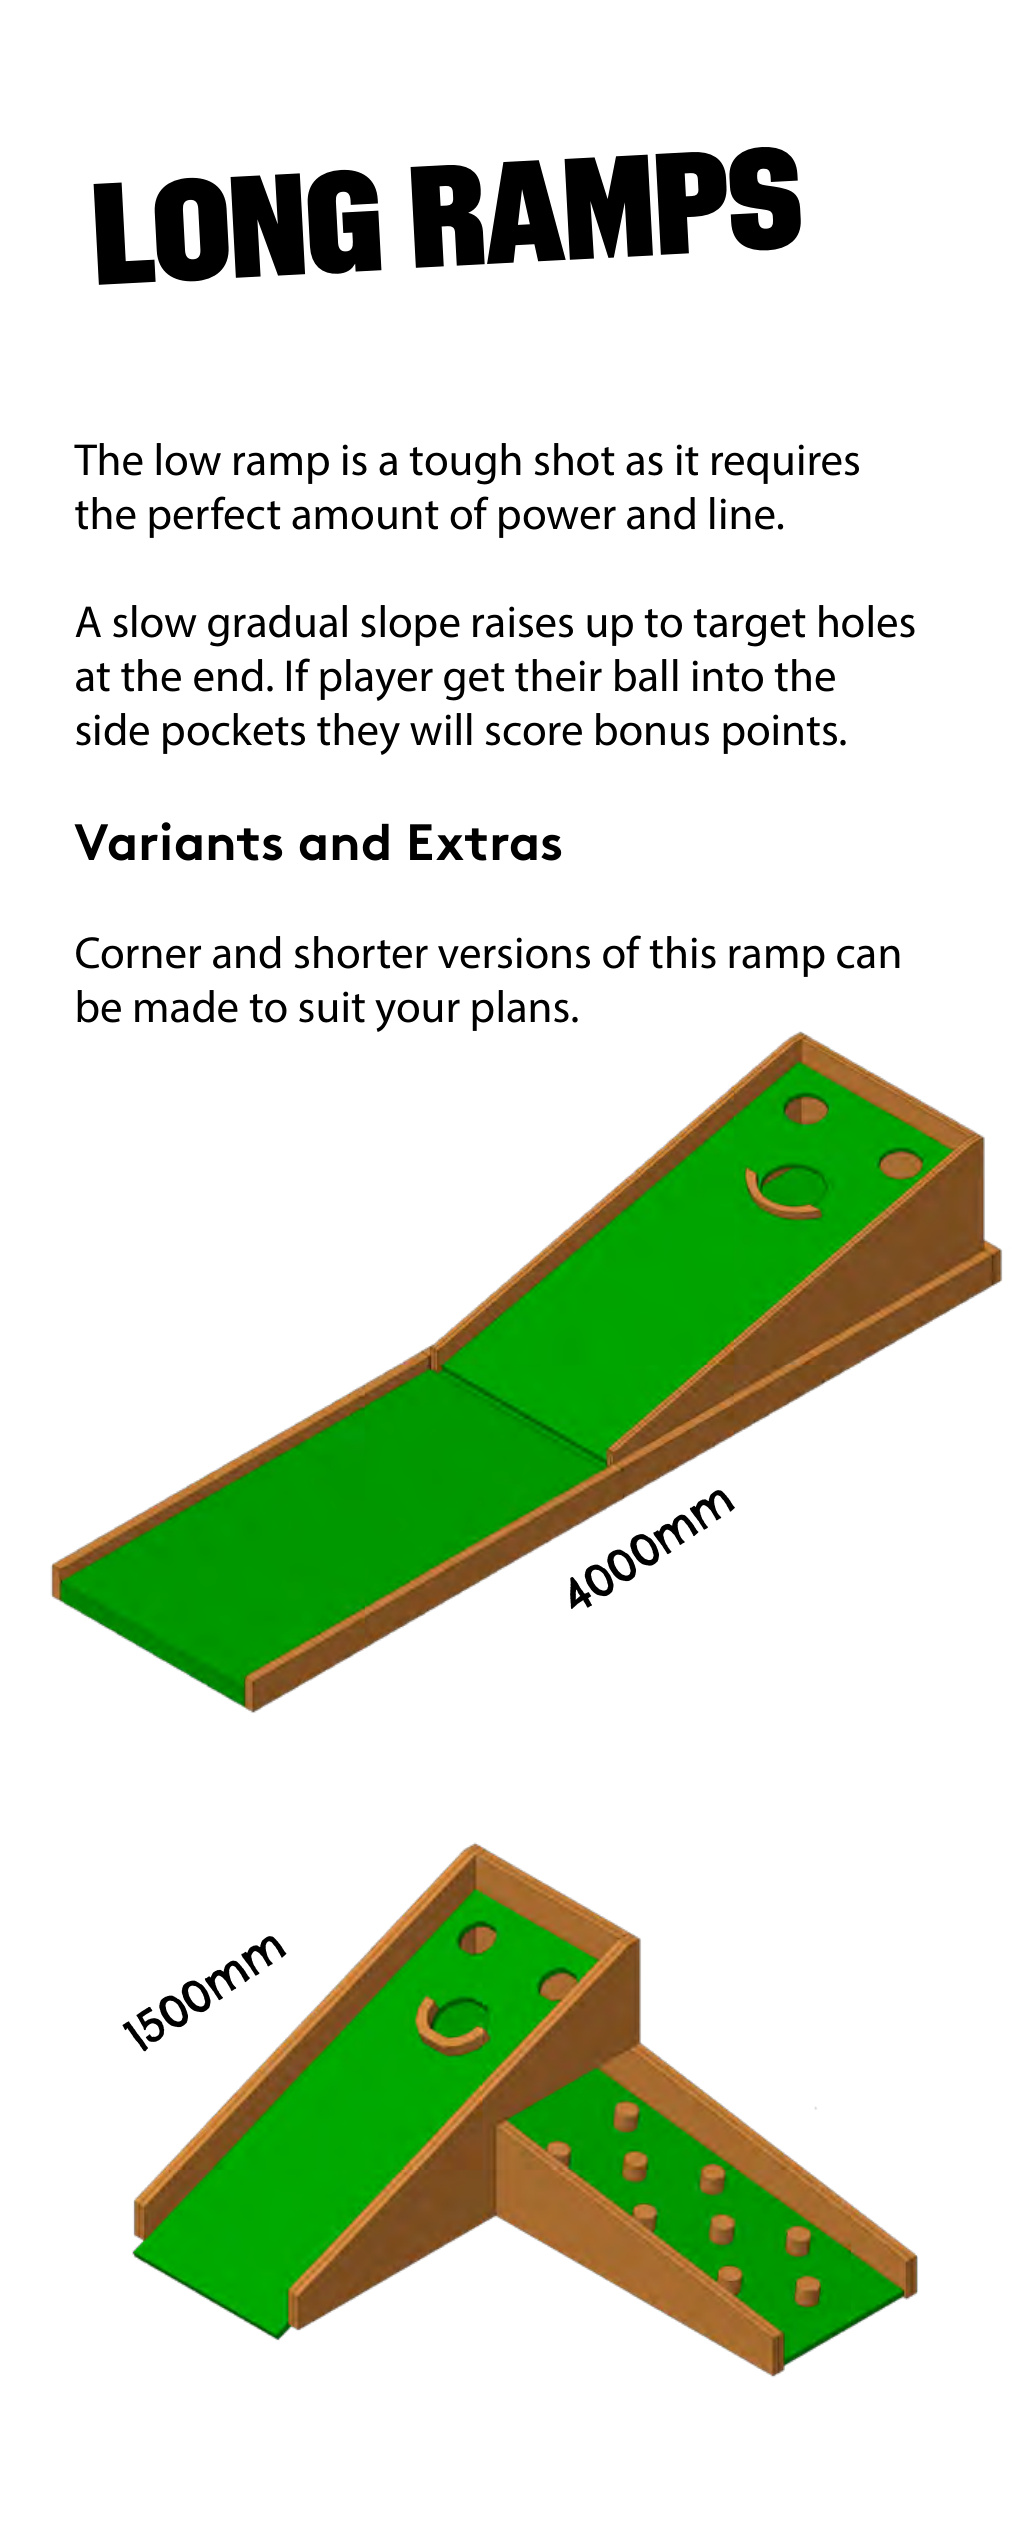 LONG RAMPS
The low ramp is a tough shot as it requires
the perfect amount of power and line.
A slow gradual slope raises up to target holes
at the end. If player get their ball into the
side pockets they will score bonus points.
Variants and Extras
Corner and shorter versions of this ramp can
be made to suit your plans.
4000mm
1500mm